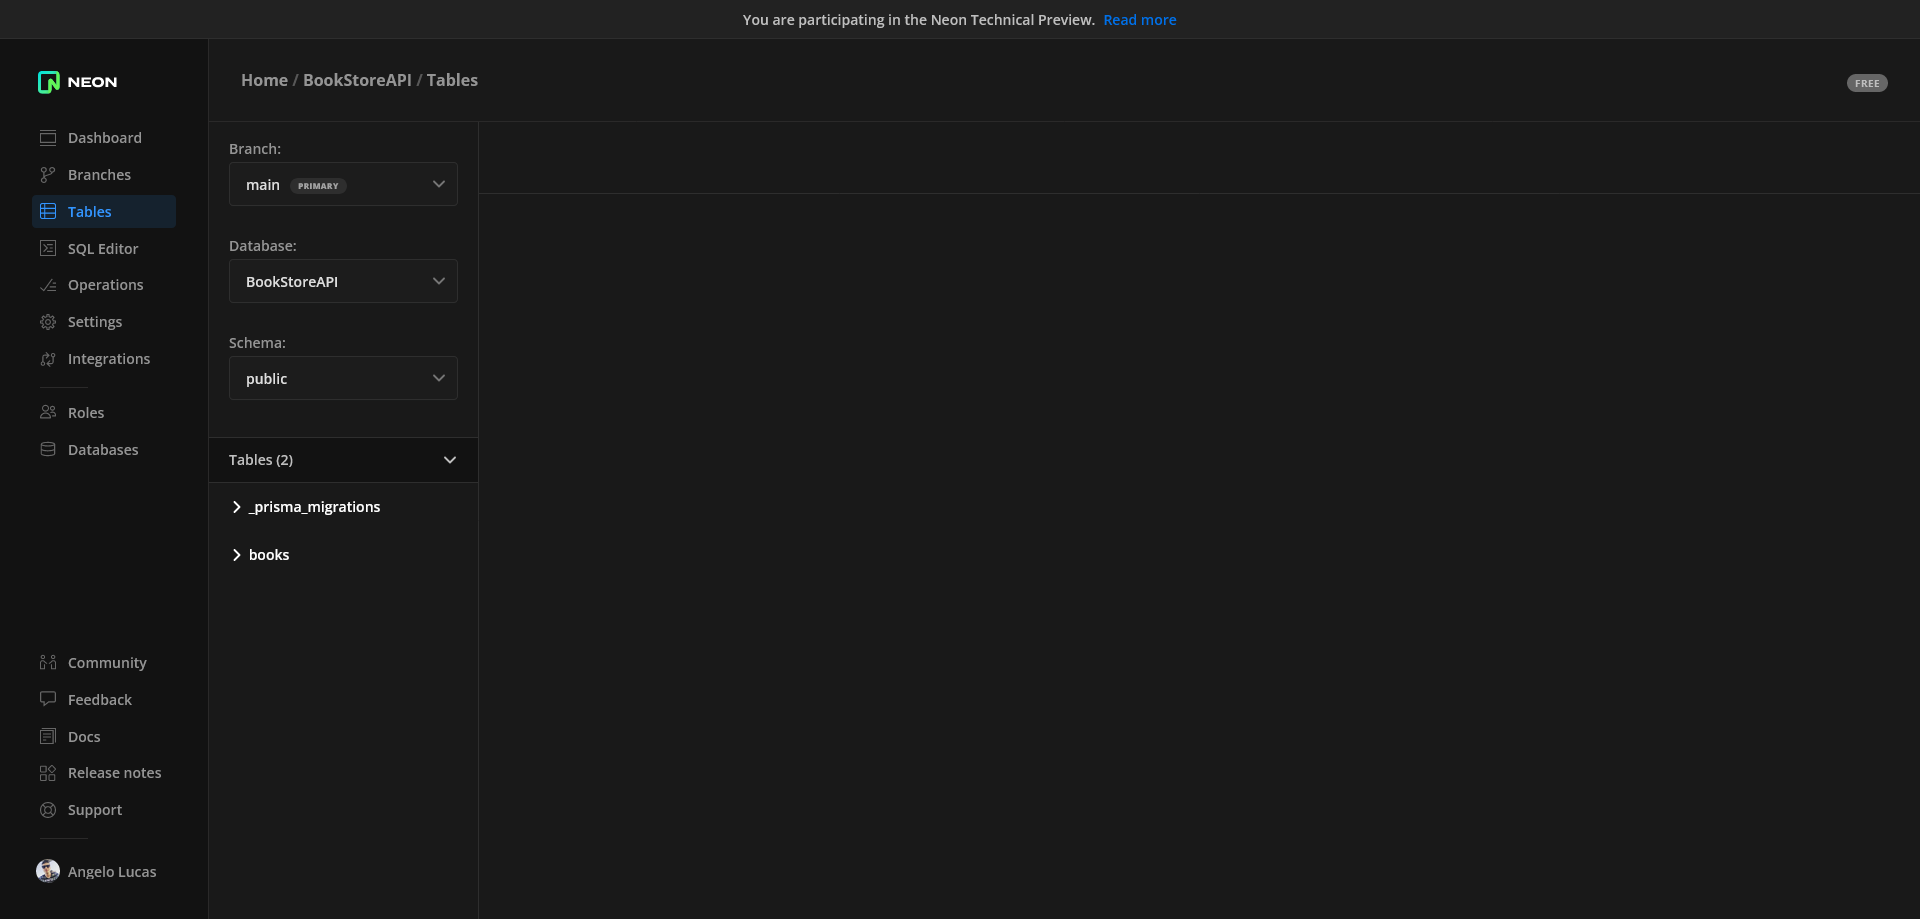 You are participating in the Neon Technical Preview. Read more
NEON
Home / BookStoreAPI / Tables
FREE
Dashboard
Branches
Tables
SQL Editor
Operations
Settings
Integrations
Roles
Databases
Community
Feedback
Docs
Release notes
Support
Angelo Lucas
Branch:
main PRIMARY
Database:
BookStoreAPI
Schema:
public
Tables (2)
_prisma_migrations
books